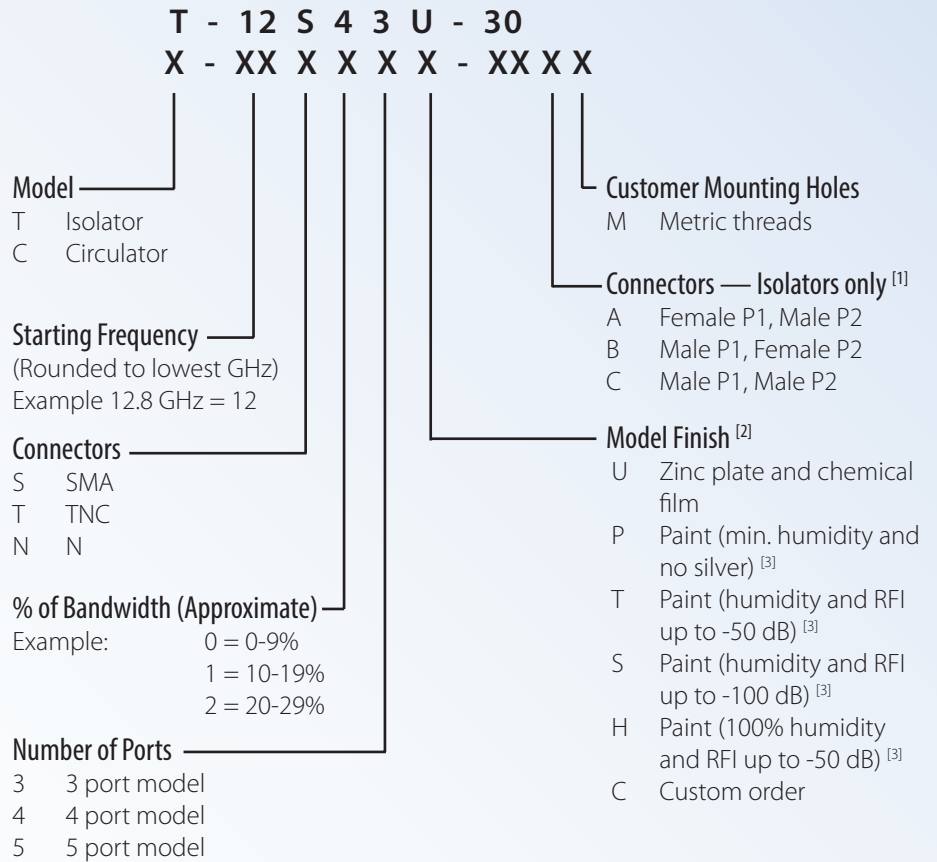 T - 12 S 4 3 U - 30
X - XX X X X X - XX X X
Model
T Isolator
C Circulator
Starting Frequency
(Rounded to lowest GHz)
Example 12.8 GHz = 12
Connectors
S SMA
T TNC
N N
% of Bandwidth (Approximate)
Example: 0 = 0-9%
1 = 10-19%
2 = 20-29%
Number of Ports
3 3 port model
4 4 port model
5 5 port model
Customer Mounting Holes
M Metric threads
Connectors — Isolators only [1]
A Female P1, Male P2
B Male P1, Female P2
C Male P1, Male P2
Model Finish [2]
U Zinc plate and chemical
film
P Paint (min. humidity and
no silver) [3]
T Paint (humidity and RFI
up to -50 dB) [3]
S Paint (humidity and RFI
up to -100 dB) [3]
H Paint (100% humidity
and RFI up to -50 dB) [3]
C Custom order